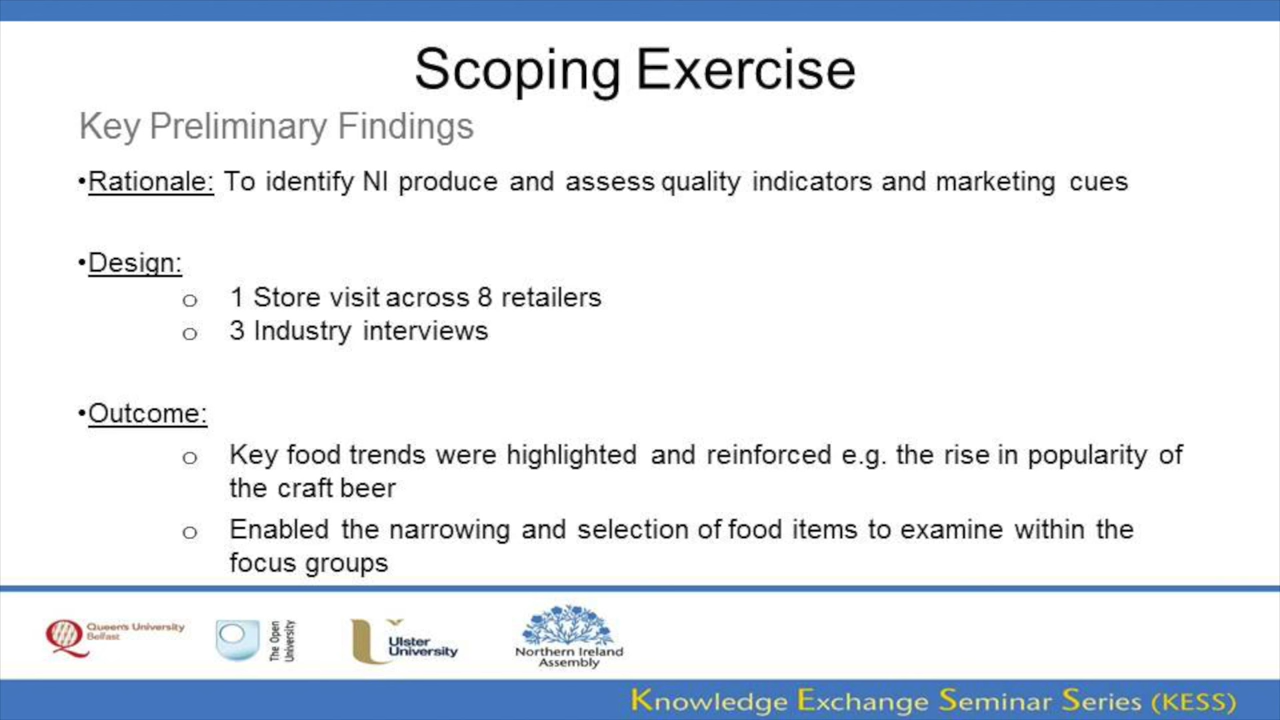 Scoping Exercise
Key Preliminary Findings
•Rationale: To identify NI produce and assess quality indicators and marketing cues
•Design:
o 1 Store visit across 8 retailers
o 3 Industry interviews
•Outcome:
o Key food trends were highlighted and reinforced e.g. the rise in popularity of
the craft beer
o Enabled the narrowing and selection of food items to examine within the
focus groups
Queen's University
Belfast
The Open
University
Ulster
University
Northern Ireland
Assembly
Knowledge Exchange Seminar Series (KESS)